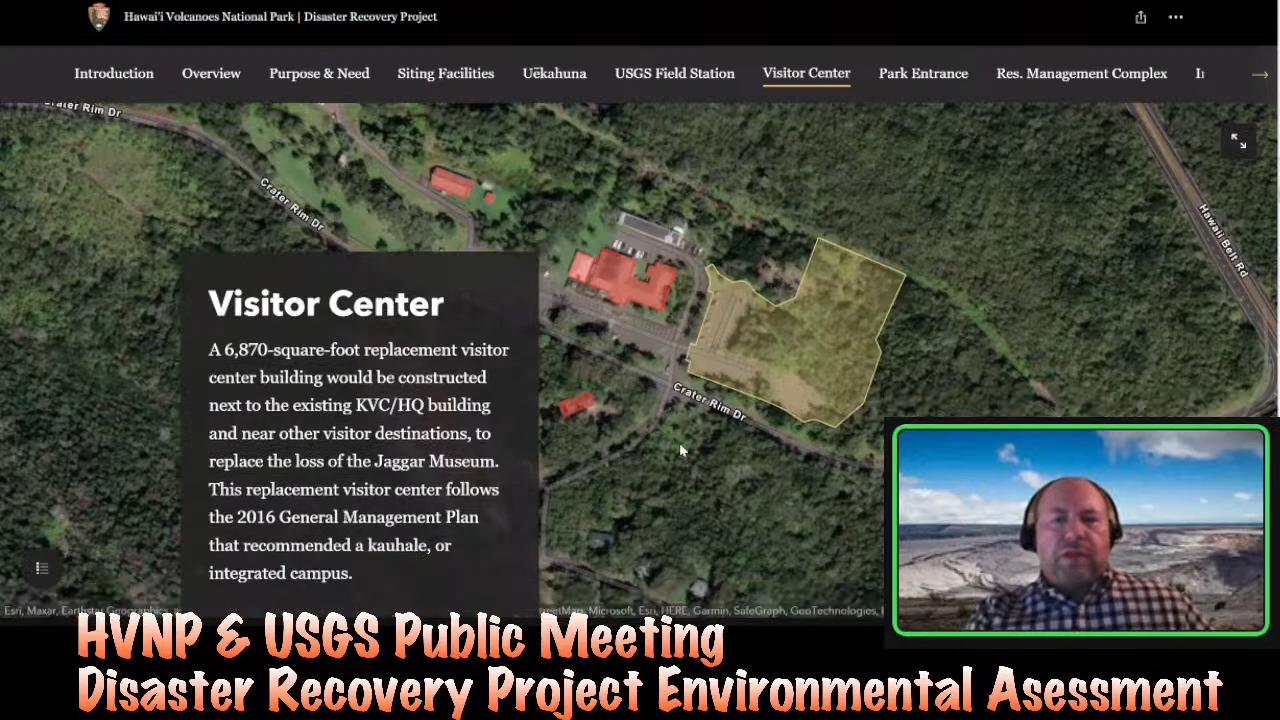 Hawai'i Volcanoes National Park | Disaster Recovery Project
Introduction Overview Purpose & Need Siting Facilities Uēkahuna USGS Field Station Visitor Center Park Entrance Res. Management Complex
Crater Rim Dr
Crater Rim Dr
Hawaii Belt Rd
Visitor Center
A 6,870-square-foot replacement visitor
center building would be constructed
next to the existing KVC/HQ building
and near other visitor destinations, to
replace the loss of the Jaggar Museum.
This replacement visitor center follows
the 2016 General Management Plan
that recommended a kauhale, or
integrated campus.
Crater Rim Dr
Esri, Maxar, Earthstar Geographics, Microsoft, Esri, HERE, Garmin, SafeGraph, GeoTechnologies,
HVNP & USGS Public Meeting
Disaster Recovery Project Environmental Asessment